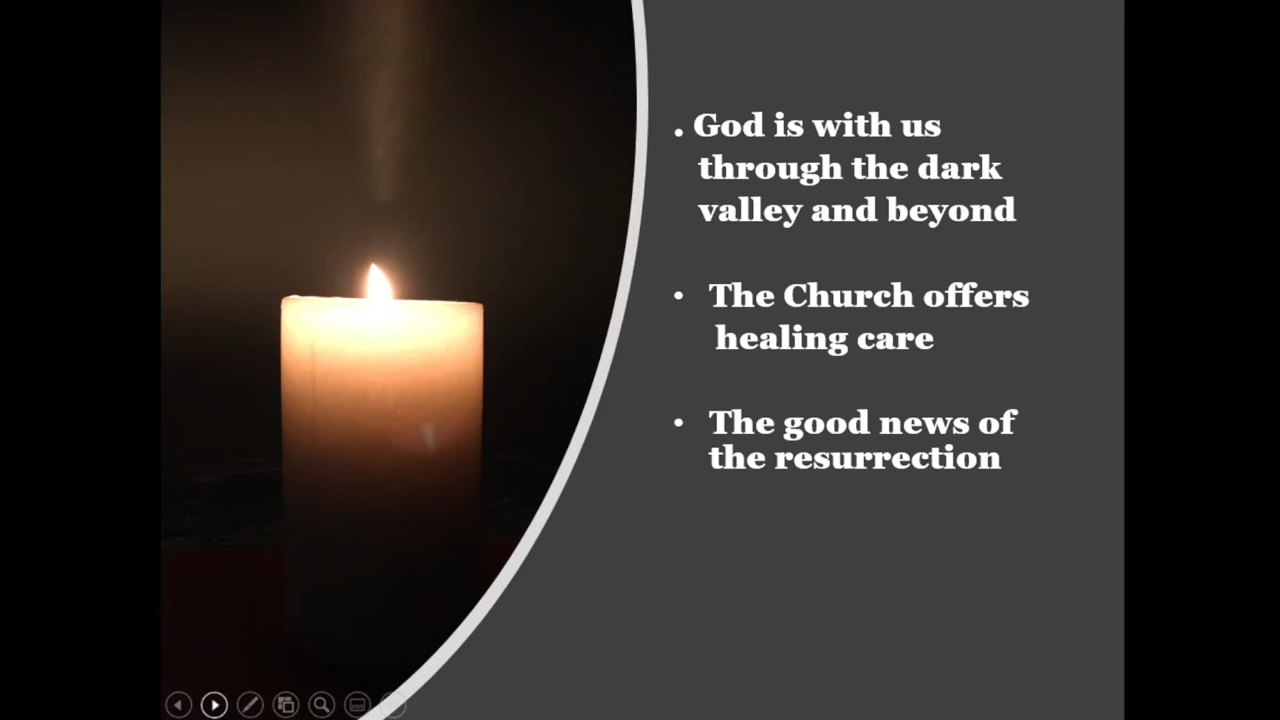 . God is with us
through the dark
valley and beyond
• The Church offers
healing care
• The good news of
the resurrection